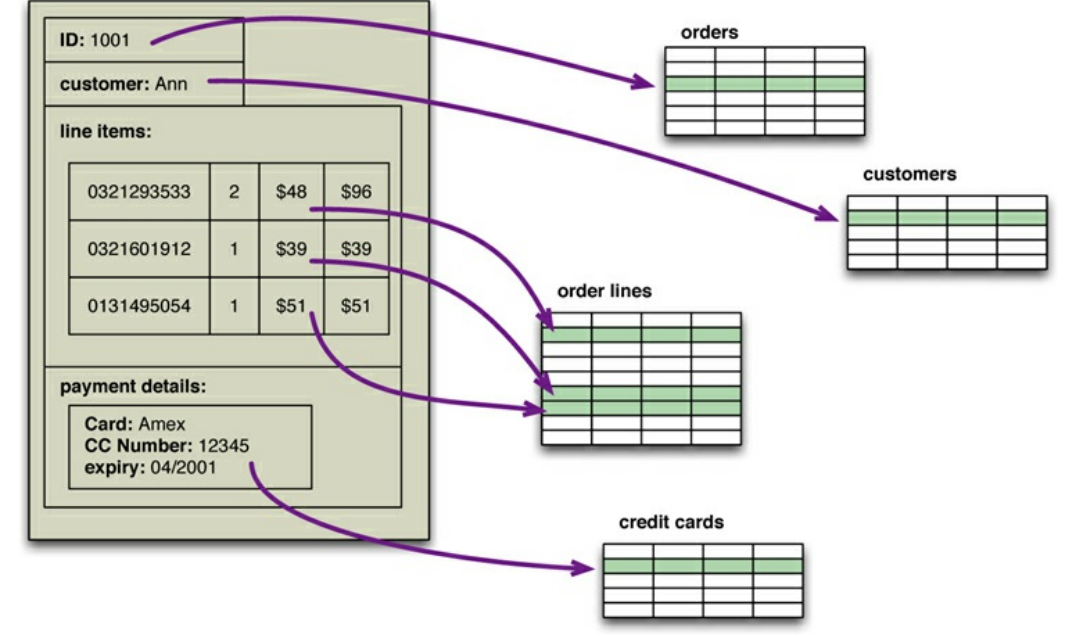 ID: 1001
customer: Ann
line items:
0321293533 2 $48 $96
0321601912 1 $39 $39
0131495054 1 $51 $51
payment details:
Card: Amex
CC Number: 12345
expiry: 04/2001
orders
customers
order lines
credit cards